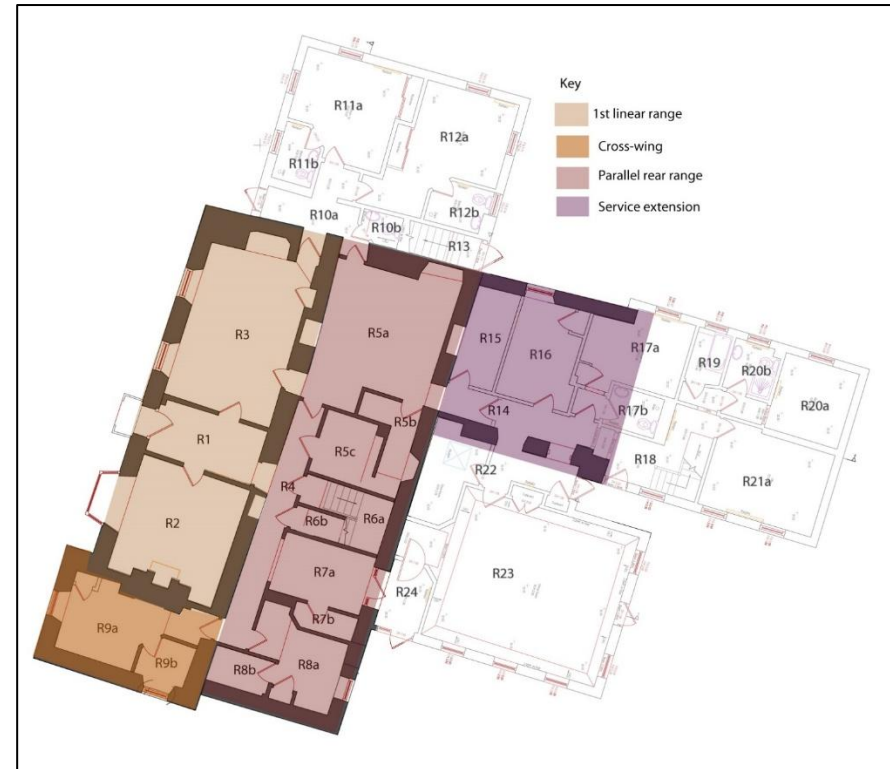 Key
1st linear range
Cross-wing
Parallel rear range
Service extension
R11a
R12a
R11b
R12b
R10a
R10b
R13
R3
R5a
R15
R16
R17a
R19
R20b
R20a
R5b
R14
R17b
R1
R5c
R22
R18
R21a
R4
R6b
R6a
R2
R7a
R24
R23
R7b
R9a
R9b
R8b
R8a